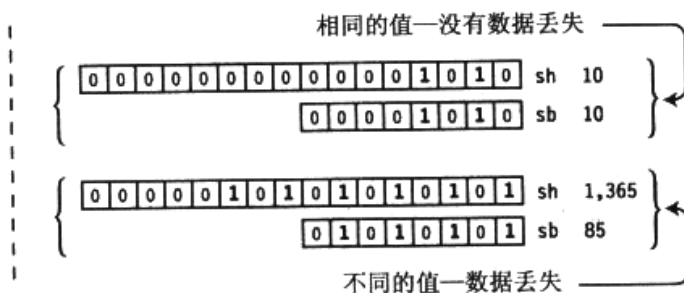 相同的值—没有数据丢失
0 0 0 0 0 0 0 0 0 0 0 0 1 0 1 0 sh 10
0 0 0 0 1 0 1 0 sb 10
0 0 0 0 0 1 0 1 0 1 0 1 0 1 0 1 sh 1,365
0 1 0 1 0 1 0 1 sb 85
不同的值—数据丢失